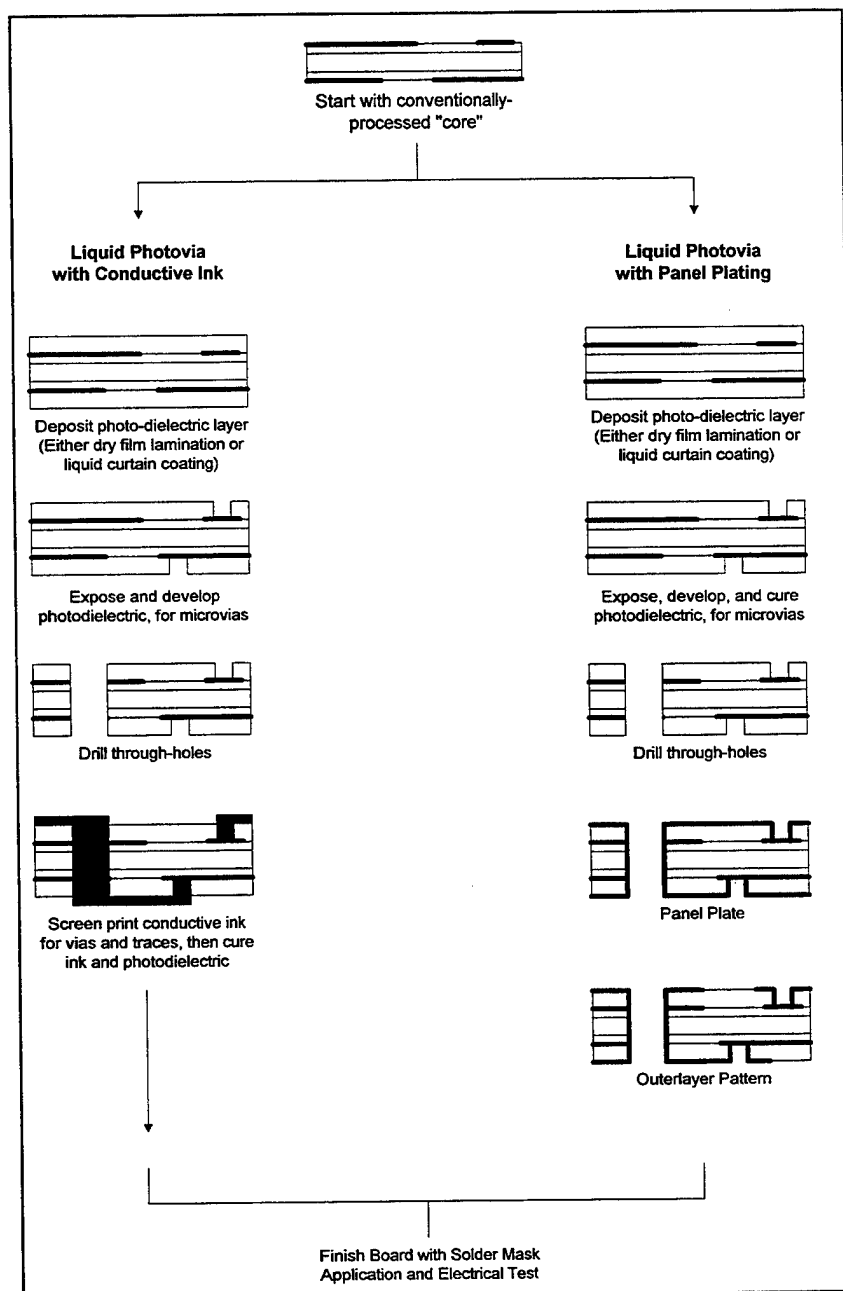 Start with conventionally-
processed "core"
Liquid Photovia
with Conductive Ink
Deposit photo-dielectric layer
(Either dry film lamination or
liquid curtain coating)
Expose and develop
photodielectric, for microvias
Drill through-holes
Screen print conductive ink
for vias and traces, then cure
ink and photodielectric
Liquid Photovia
with Panel Plating
Deposit photo-dielectric layer
(Either dry film lamination or
liquid curtain coating)
Expose, develop, and cure
photodielectric, for microvias
Drill through-holes
Panel Plate
Outerlayer Pattern
Finish Board with Solder Mask
Application and Electrical Test